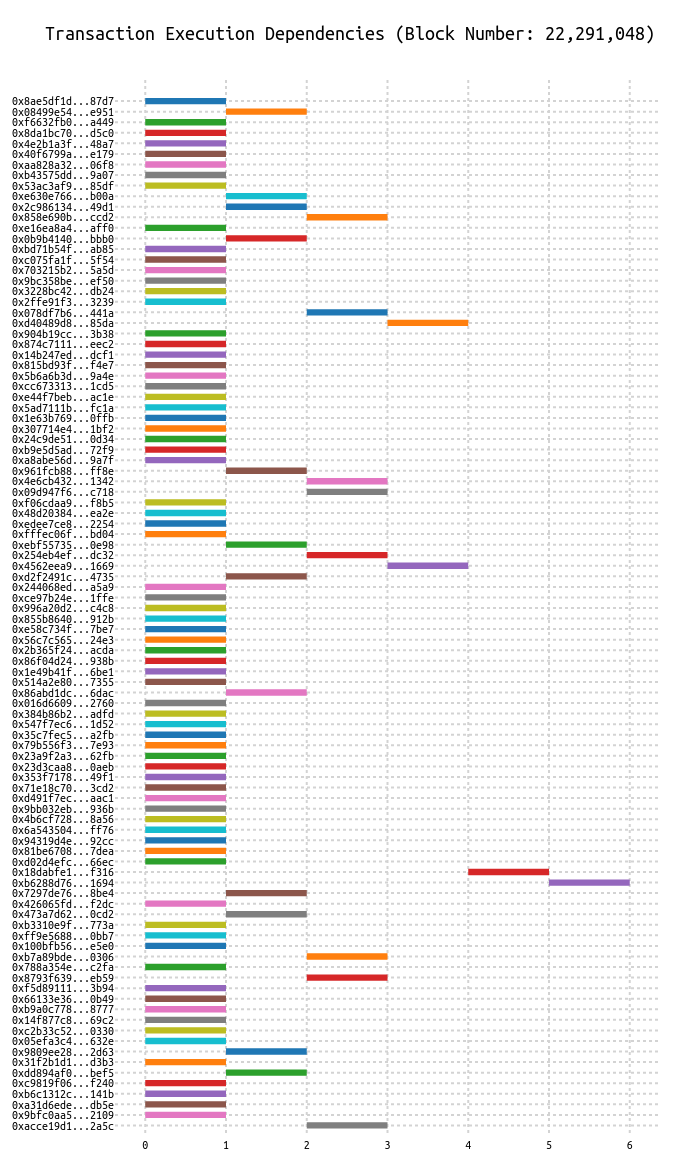 Transaction Execution Dependencies (Block Number: 22,291,048)
0x8ae5df1d...87d7
0x08499e54...e951
0xf6632fb0...a449
0x8da1bc70...d5c0
0x4e2b1a3f...48a7
0x40f6799a...e179
0xaa828a32...06f8
0xb43575dd...9a07
0x53ac3af9...85df
0xe630e766...b00a
0x2c986134...49d1
0x858e690b...ccd2
0xe16ea8a4...aff0
0x0b9b4140...bbb0
0xbd71b54f...ab85
0xc075fa1f...5f54
0x703215b2...5a5d
0x9bc358be...ef50
0x3228bc42...db24
0x2ffe91f3...3239
0x078df7b6...441a
0xd40489d8...85da
0x904b19cc...3b38
0x874c7111...eec2
0x14b247ed...dcf1
0x815bd93f...f4e7
0x5b6a6b3d...9a4e
0xcc673313...1cd5
0xe44f7beb...ac1e
0x5ad7111b...fc1a
0x1e63b769...0ffb
0x307714e4...1bf2
0x24c9de51...0d34
0xb9e5d5ad...72f9
0xa8abe56d...9a7f
0x961fcb88...ff8e
0x4e6cb432...1342
0x09d947f6...c718
0xf06cdaa9...f8b5
0x48d20384...ea2e
0xedee7ce8...2254
0xfffec06f...bd04
0xebf55735...0e98
0x254eb4ef...dc32
0x4562eea9...1669
0xd2f2491c...4735
0x244068ed...a5a9
0xce97b24e...1ffe
0x996a20d2...c4c8
0x855b8640...912b
0xe58c734f...7be7
0x56c7c565...24e3
0x2b365f24...acda
0x86f04d24...938b
0x1e49b41f...6be1
0x514a2e80...7355
0x86abd1dc...6dac
0x016d6609...2760
0x384b86b2...adfd
0x547f7ec6...1d52
0x35c7fec5...a2fb
0x79b556f3...7e93
0x23a9f2a3...62fb
0x23d3caa8...0aeb
0x353f7178...49f1
0x71e18c70...3cd2
0xd491f7ec...aac1
0x9bb032eb...936b
0x4b6cf728...8a56
0x6a543504...ff76
0x94319d4e...92cc
0x81be6708...7dea
0xd02d4efc...66ec
0x18dabfe1...f316
0xb6288d76...1694
0x7297de76...8be4
0x426065fd...f2dc
0x473a7d62...0cd2
0xb3310e9f...773a
0xff9e5688...0bb7
0x100bfb56...e5e0
0xb7a89bde...0306
0x788a354e...c2fa
0x8793f639...eb59
0xf5d89111...3b94
0x66133e36...0b49
0xb9a0c778...8777
0x14f877c8...69c2
0xc2b33c52...0330
0x05efa3c4...632e
0x9809ee28...2d63
0x31f2b1d1...d3b3
0xdd894af0...bef5
0xc9819f06...f240
0xb6c1312c...141b
0xa31d6ede...db5e
0x9bfc0aa5...2109
0xacce19d1...2a5c
0 1 2 3 4 5 6